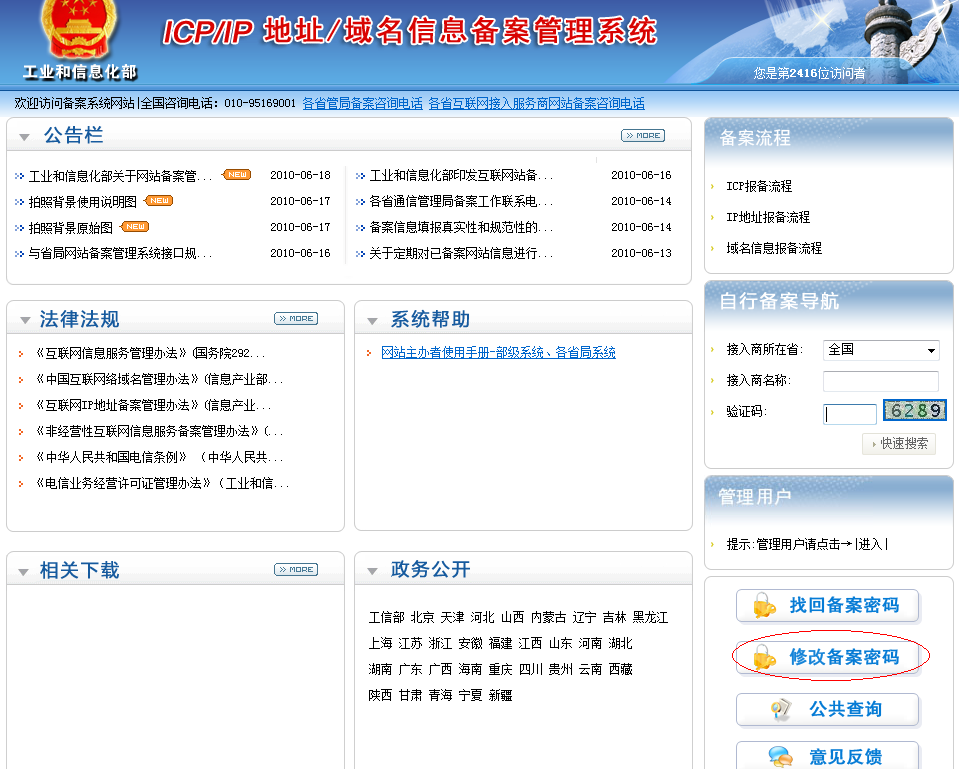 ICP/IP 地址/域名信息备案管理系统
工业和信息化部
您是第2416位访问者
欢迎访问备案系统网站|全国咨询电话: 010-95169001 各省管局备案咨询电话 各省互联网接入服务商网站备案咨询电话
公告栏
>> MORE
工业和信息化部关于网站备案管... NEW 2010-06-18
拍照背景使用说明图 NEW 2010-06-17
拍照背景原始图 NEW 2010-06-17
与省局网站备案管理系统接口规... 2010-06-16
工业和信息化部印发互联网站备... 2010-06-16
各省通信管理局备案工作联系电... 2010-06-14
备案信息填报真实性和规范性的... 2010-06-14
关于定期对已备案网站信息进行... 2010-06-13
法律法规
>> MORE
《互联网信息服务管理办法》(国务院292...
《中国互联网络域名管理办法》(信息产业部...
《互联网IP地址备案管理办法》(信息产业...
《非经营性互联网信息服务备案管理办法》(...
《中华人民共和国电信条例》 （中华人民共...
《电信业务经营许可证管理办法》（工业和信...
系统帮助
网站主办者使用手册-部级系统、各省局系统
相关下载
>> MORE
政务公开
工信部 北京 天津 河北 山西 内蒙古 辽宁 吉林 黑龙江
上海 江苏 浙江 安徽 福建 江西 山东 河南 湖北
湖南 广东 广西 海南 重庆 四川 贵州 云南 西藏
陕西 甘肃 青海 宁夏 新疆
备案流程
ICP报备流程
IP地址报备流程
域名信息报备流程
自行备案导航
接入商所在省: 全国
接入商名称:
验证码: 6289
快速搜索
管理用户
提示:管理用户请点击→|进入|
找回备案密码
修改备案密码
公共查询
意见反馈